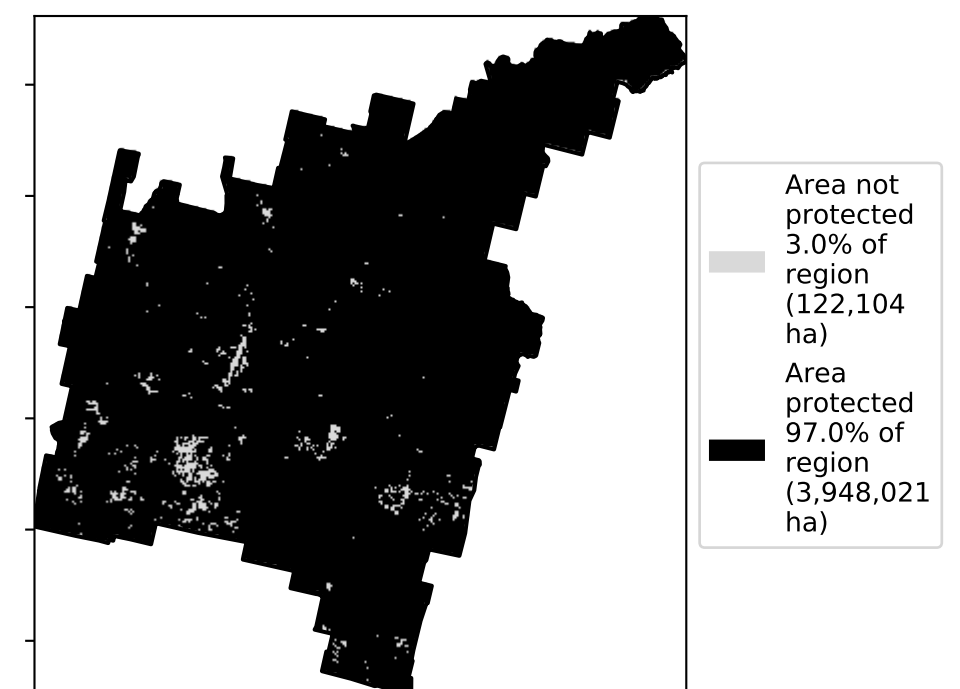 Area not
protected
3.0% of
region
(122,104
ha)
Area
protected
97.0% of
region
(3,948,021
ha)